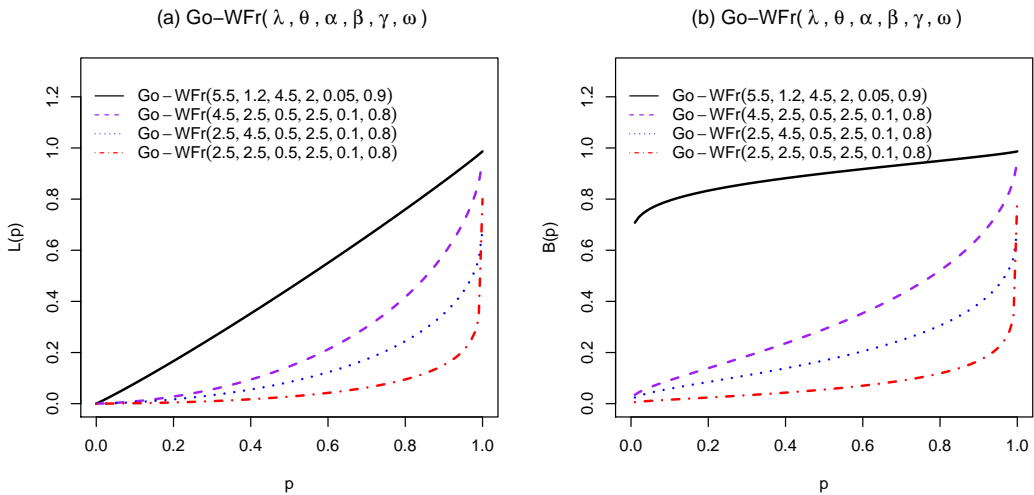 (a) Go−WFr( λ , θ , α , β , γ , ω )
Go−WFr(5.5, 1.2, 4.5, 2, 0.05, 0.9)
Go−WFr(4.5, 2.5, 0.5, 2.5, 0.1, 0.8)
Go−WFr(2.5, 4.5, 0.5, 2.5, 0.1, 0.8)
Go−WFr(2.5, 2.5, 0.5, 2.5, 0.1, 0.8)
L(p)
1.2
1.0
0.8
0.6
0.4
0.2
0.0
0.0 0.2 0.4 0.6 0.8 1.0
p
(b) Go−WFr( λ , θ , α , β , γ , ω )
Go−WFr(5.5, 1.2, 4.5, 2, 0.05, 0.9)
Go−WFr(4.5, 2.5, 0.5, 2.5, 0.1, 0.8)
Go−WFr(2.5, 4.5, 0.5, 2.5, 0.1, 0.8)
Go−WFr(2.5, 2.5, 0.5, 2.5, 0.1, 0.8)
B(p)
1.2
1.0
0.8
0.6
0.4
0.2
0.0
0.0 0.2 0.4 0.6 0.8 1.0
p